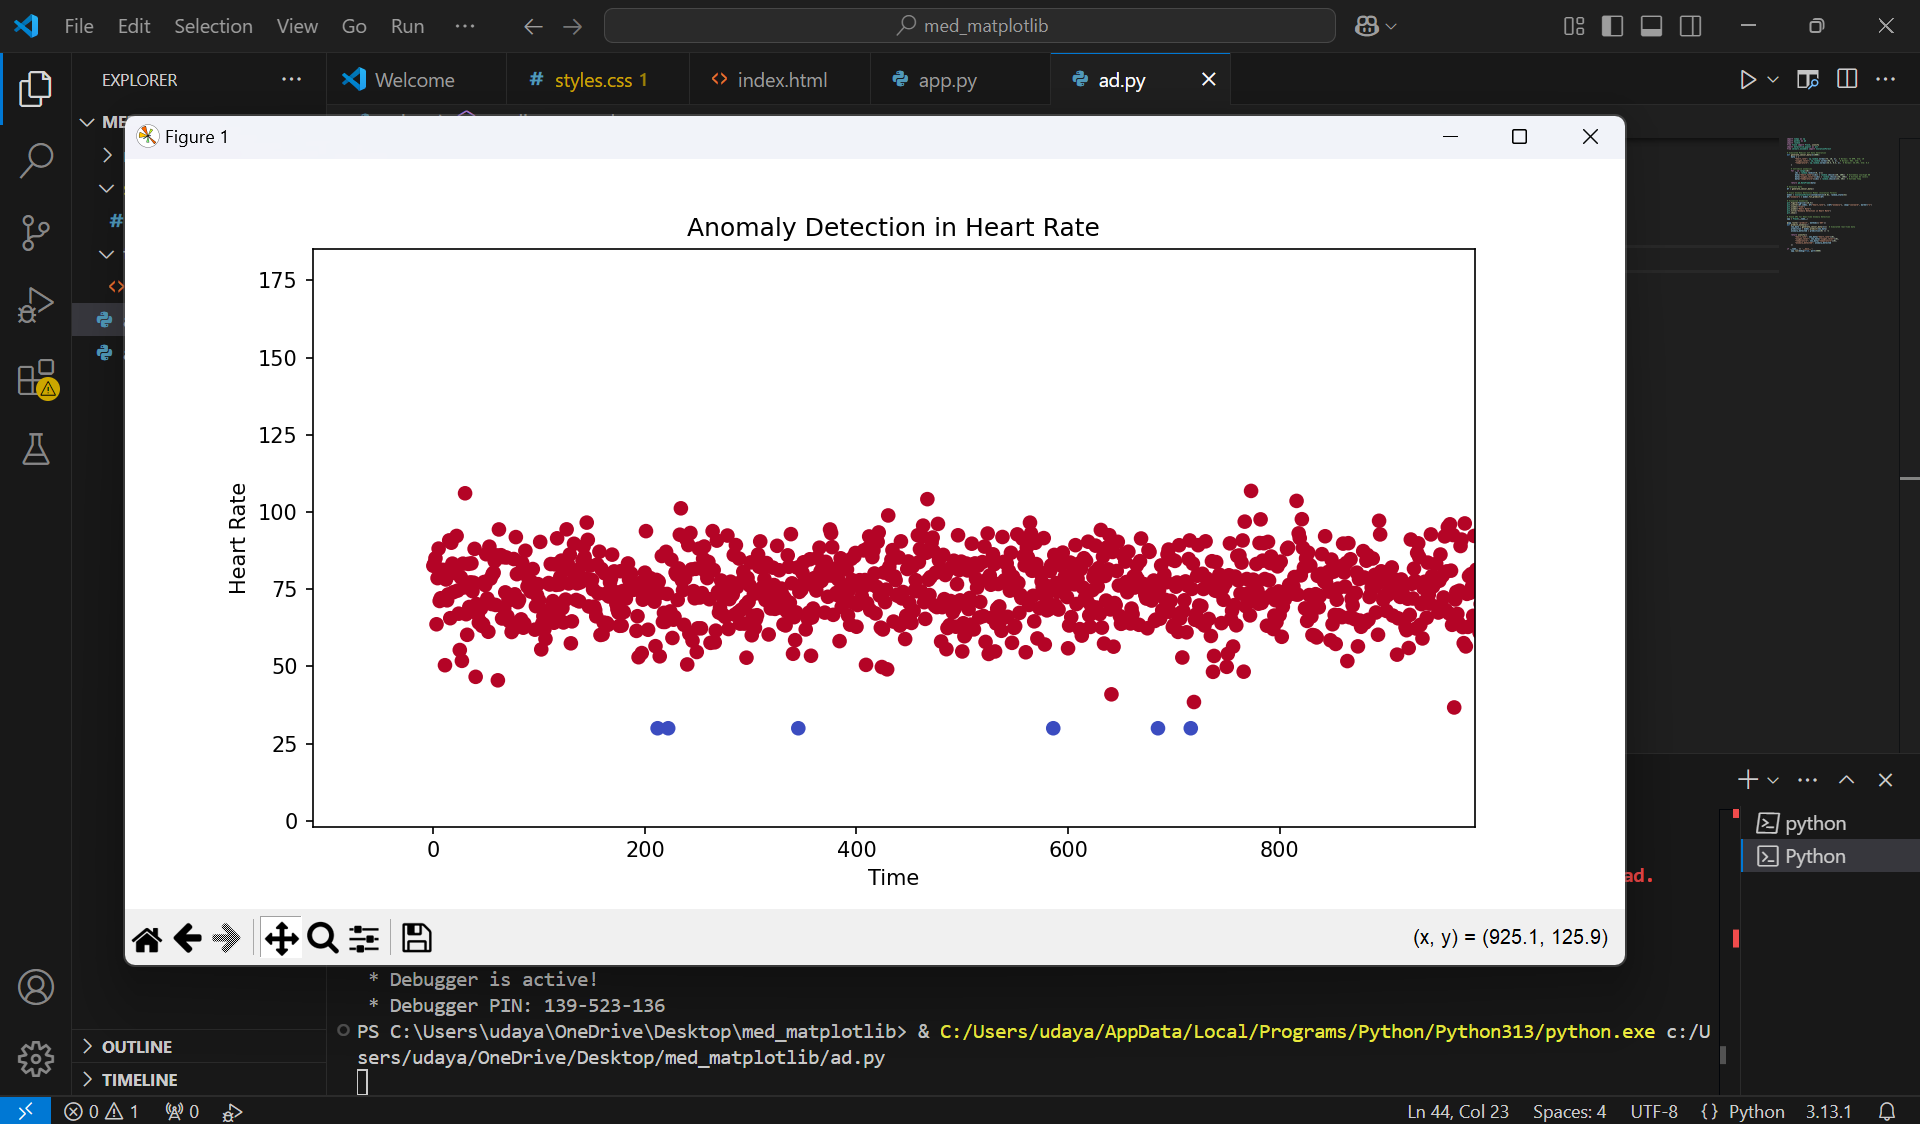 File Edit Selection View Go Run ···
med_matplotlib
EXPLORER ···
Welcome
# styles.css 1
<> index.html
app.py
ad.py
ME
Figure 1
Anomaly Detection in Heart Rate
175
150
125
100
75
50
25
0
Heart Rate
0 200 400 600 800
Time
(x, y) = (925.1, 125.9)
python
Python
ad.
* Debugger is active!
* Debugger PIN: 139-523-136
PS C:\Users\udaya\OneDrive\Desktop\med_matplotlib> & C:/Users/udaya/AppData/Local/Programs/Python/Python313/python.exe c:/U
sers/udaya/OneDrive/Desktop/med_matplotlib/ad.py
OUTLINE
TIMELINE
0 1 0
Ln 44, Col 23 Spaces: 4 UTF-8 {} Python 3.13.1